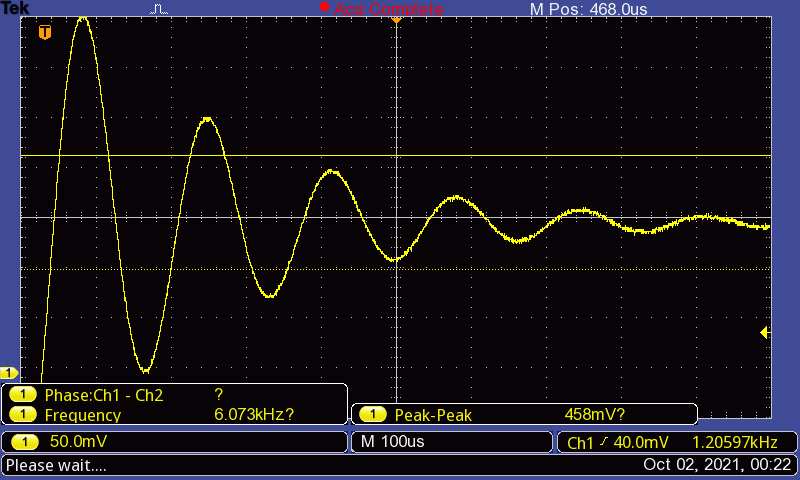 Tek Acq Complete M Pos: 468.0us
T
1
1 Phase:Ch1 - Ch2 ?
1 Frequency 6.073kHz?
1 Peak-Peak 458mV?
1 50.0mV M 100us Ch1 40.0mV 1.20597kHz
Please wait.... Oct 02, 2021, 00:22